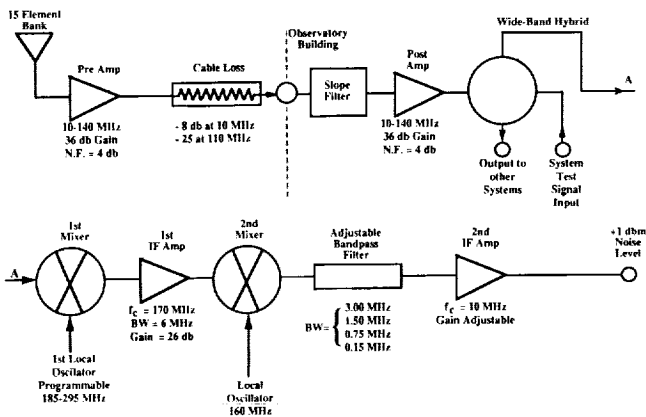 15 Element
Bank
Pre Amp
10-140 MHz
36 db Gain
N.F. = 4 db
Cable Loss
- 8 db at 10 MHz
- 25 at 110 MHz
Observatory
Building
Slope
Filter
Post
Amp
10-140 MHz
36 db Gain
N.F. = 4 db
Wide-Band Hybrid
A
Output to
other
Systems
System
Test
Signal
Input
A
1st
Mixer
1st Local
Oscilator
Programmable
185-295 MHz
1st
IF Amp
fc = 170 MHz
BW = 6 MHz
Gain = 26 db
2nd
Mixer
Local
Oscillator
160 MHz
Adjustable
Bandpass
Filter
BW= { 3.00 MHz
1.50 MHz
0.75 MHz
0.15 MHz
2nd
IF Amp
fc = 10 MHz
Gain Adjustable
+1 dbm
Noise
Level